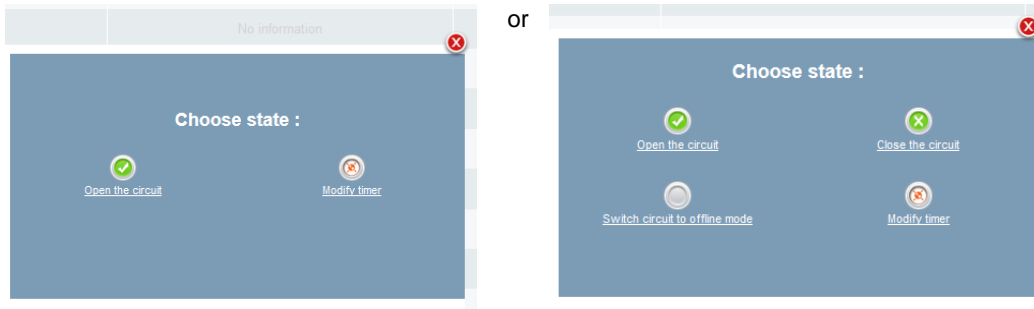 No information
or
Choose state :
Open the circuit
Modify timer
Choose state :
Open the circuit
Close the circuit
Switch circuit to offline mode
Modify timer